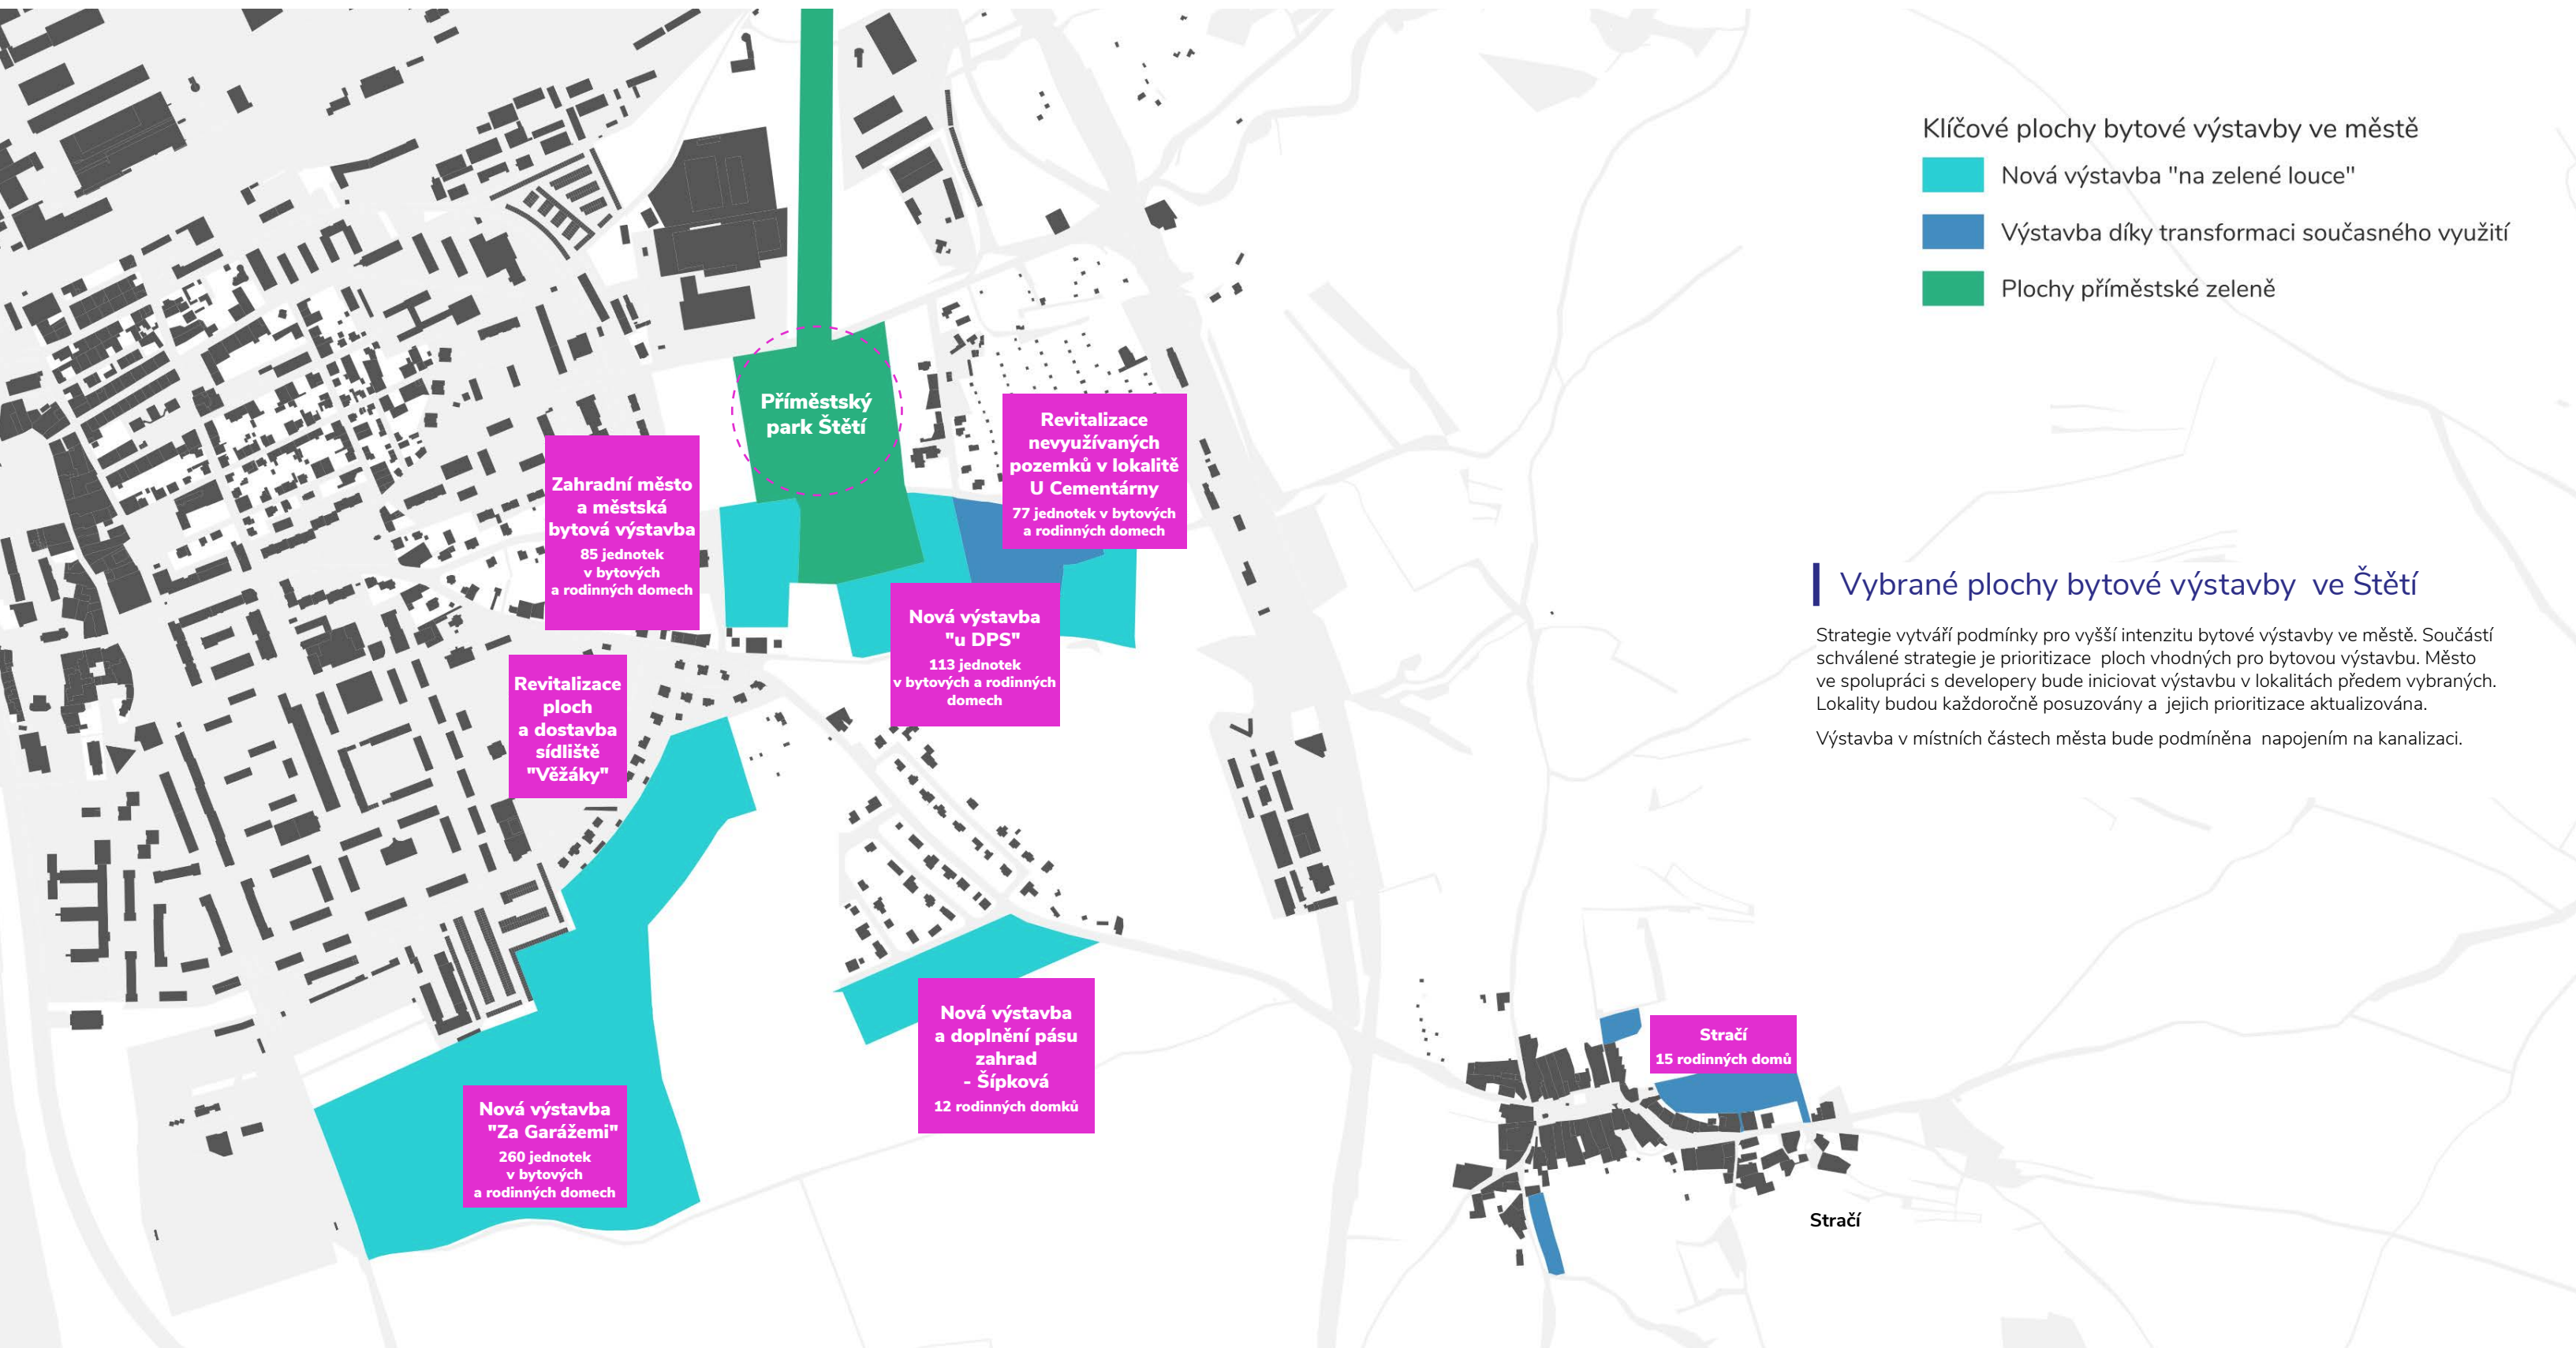 Klíčové plochy bytové výstavby ve městě
Nová výstavba "na zelené louce"
Výstavba díky transformaci současného využití
Plochy příměstské zeleně
Příměstský
park Štětí
Revitalizace
nevyužívaných
pozemků v lokalitě
U Cementárny
77 jednotek v bytových
a rodinných domech
Zahradní město
a městská
bytová výstavba
85 jednotek
v bytových
a rodinných domech
Nová výstavba
"u DPS"
113 jednotek
v bytových a rodinných
domech
Revitalizace
ploch
a dostavba
sídliště
"Věžáky"
Vybrané plochy bytové výstavby  ve Štětí
Strategie vytváří podmínky pro vyšší intenzitu bytové výstavby ve městě. Součástí
schválené strategie je prioritizace  ploch vhodných pro bytovou výstavbu. Město
ve spolupráci s developery bude iniciovat výstavbu v lokalitách předem vybraných.
Lokality budou každoročně posuzovány a  jejich prioritizace aktualizována.
Výstavba v místních částech města bude podmíněna  napojením na kanalizaci.
Nová výstavba
a doplnění pásu
zahrad
- Šípková
12 rodinných domků
Stračí
15 rodinných domů
Nová výstavba
"Za Garážemi"
260 jednotek
v bytových
a rodinných domech
Stračí